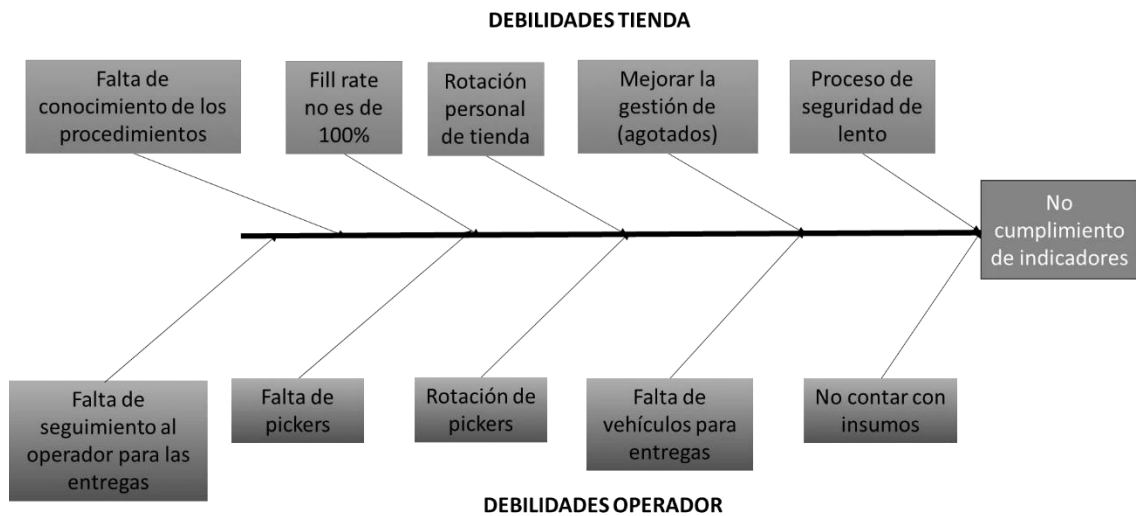 DEBILIDADES TIENDA
Falta de
conocimiento de los
procedimientos
Fill rate
no es de
100%
Rotación
personal
de tienda
Mejorar la
gestión de
(agotados)
Proceso de
seguridad de
lento
No
cumplimiento
de indicadores
Falta de
seguimiento al
operador para las
entregas
Falta de
pickers
Rotación de
pickers
Falta de
vehículos para
entregas
No contar con
insumos
DEBILIDADES OPERADOR